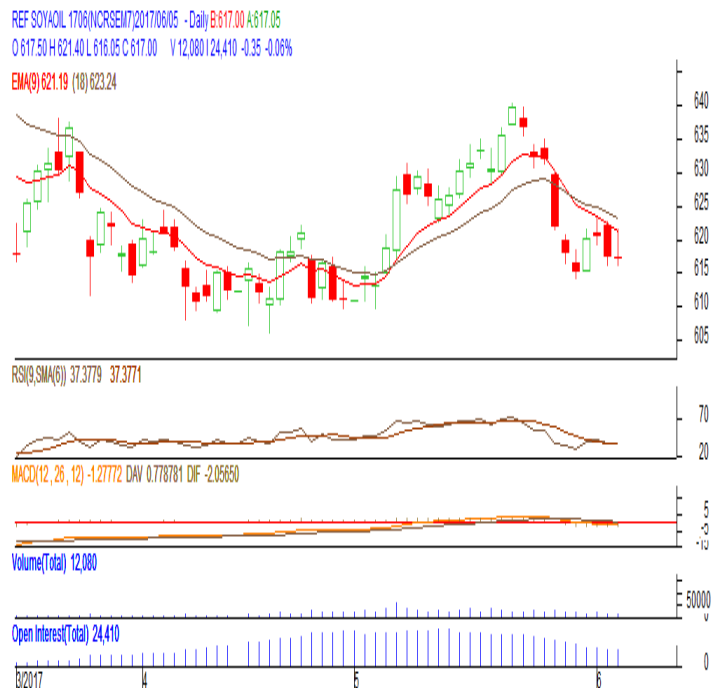 REF SOYAOIL 1706(NCRSEM7)2017/06/05 - Daily B:617.00 A:617.05
O 617.50 H 621.40 L 616.05 C 617.00 V 12,080 I 24,410 -0.35 -0.06%
EMA(9) 621.19 (18) 623.24
640
635
630
625
620
615
610
605
RSI(9,SMA(6)) 37.3779 37.3771
70
20
MACD(12 , 26 , 12) -1.27772 DAV 0.778781 DIF -2.05650
5
-5
-15
Volume(Total) 12,080
50000
Open Interest(Total) 24,410
0
3/2017 4 5 6